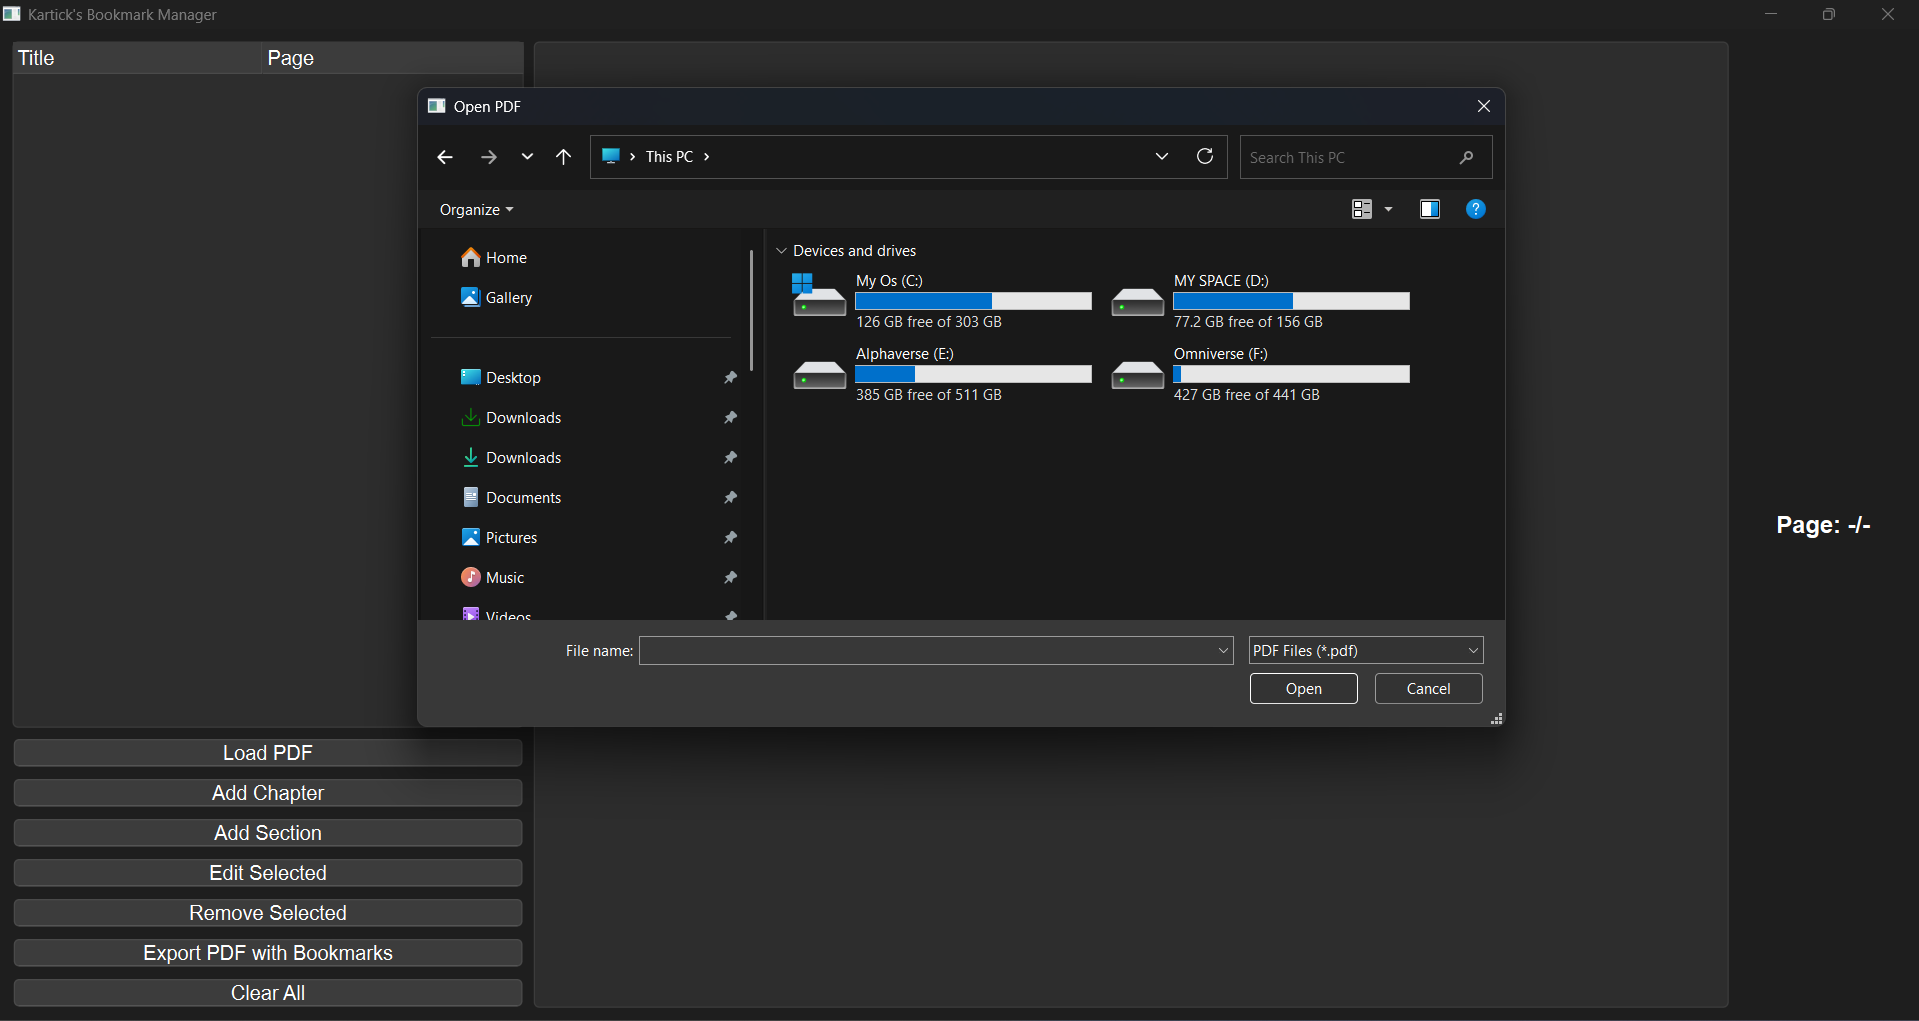 Kartick's Bookmark Manager
Title Page
Open PDF
This PC
Search This PC
Organize
?
Home
Gallery
Desktop
Downloads
Downloads
Documents
Pictures
Music
Videos
Devices and drives
My Os (C:)
126 GB free of 303 GB
MY SPACE (D:)
77.2 GB free of 156 GB
Alphaverse (E:)
385 GB free of 511 GB
Omniverse (F:)
427 GB free of 441 GB
File name:
PDF Files (*.pdf)
Open Cancel
Load PDF
Add Chapter
Add Section
Edit Selected
Remove Selected
Export PDF with Bookmarks
Clear All
Page: -/-